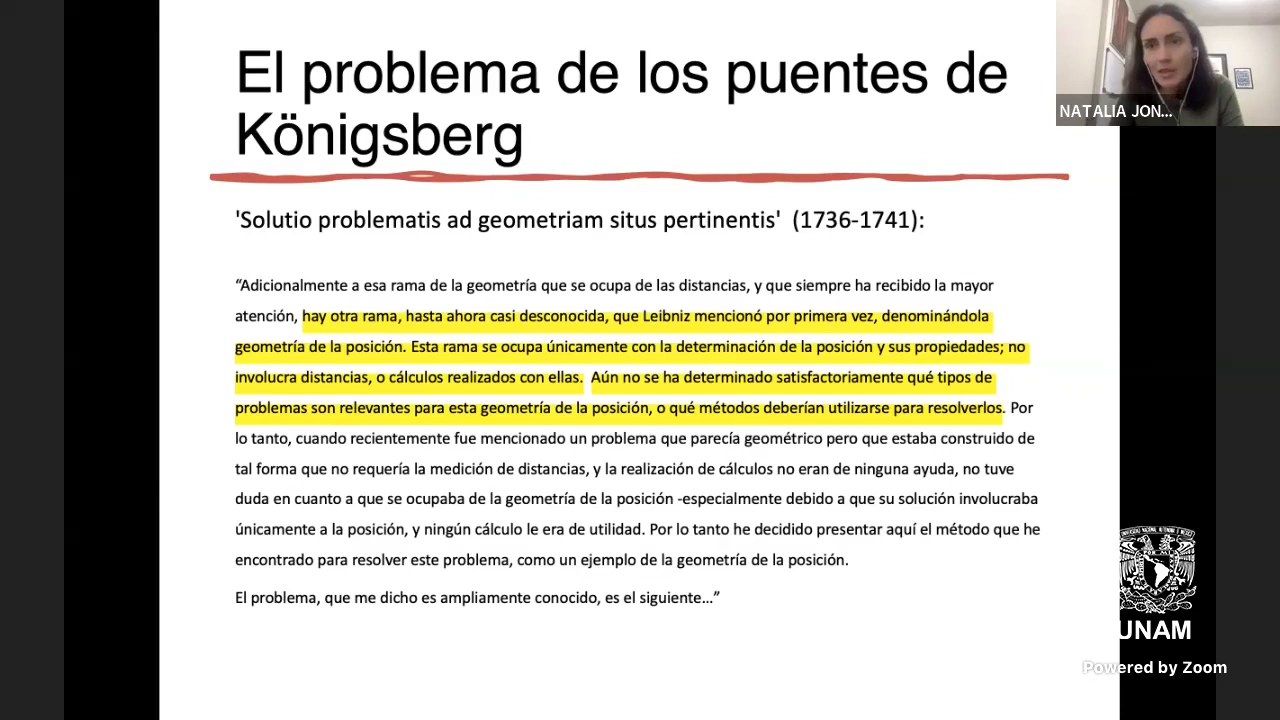 El problema de los puentes de
Königsberg
'Solutio problematis ad geometriam situs pertinentis' (1736-1741):
“Adicionalmente a esa rama de la geometría que se ocupa de las distancias, y que siempre ha recibido la mayor
atención, hay otra rama, hasta ahora casi desconocida, que Leibniz mencionó por primera vez, denominándola
geometría de la posición. Esta rama se ocupa únicamente con la determinación de la posición y sus propiedades; no
involucra distancias, o cálculos realizados con ellas. Aún no se ha determinado satisfactoriamente qué tipos de
problemas son relevantes para esta geometría de la posición, o qué métodos deberían utilizarse para resolverlos. Por
lo tanto, cuando recientemente fue mencionado un problema que parecía geométrico pero que estaba construido de
tal forma que no requería la medición de distancias, y la realización de cálculos no eran de ninguna ayuda, no tuve
duda en cuanto a que se ocupaba de la geometría de la posición -especialmente debido a que su solución involucraba
únicamente a la posición, y ningún cálculo le era de utilidad. Por lo tanto he decidido presentar aquí el método que he
encontrado para resolver este problema, como un ejemplo de la geometría de la posición.
El problema, que me dicho es ampliamente conocido, es el siguiente…”
NATALIA JON...
UNAM
Powered by Zoom